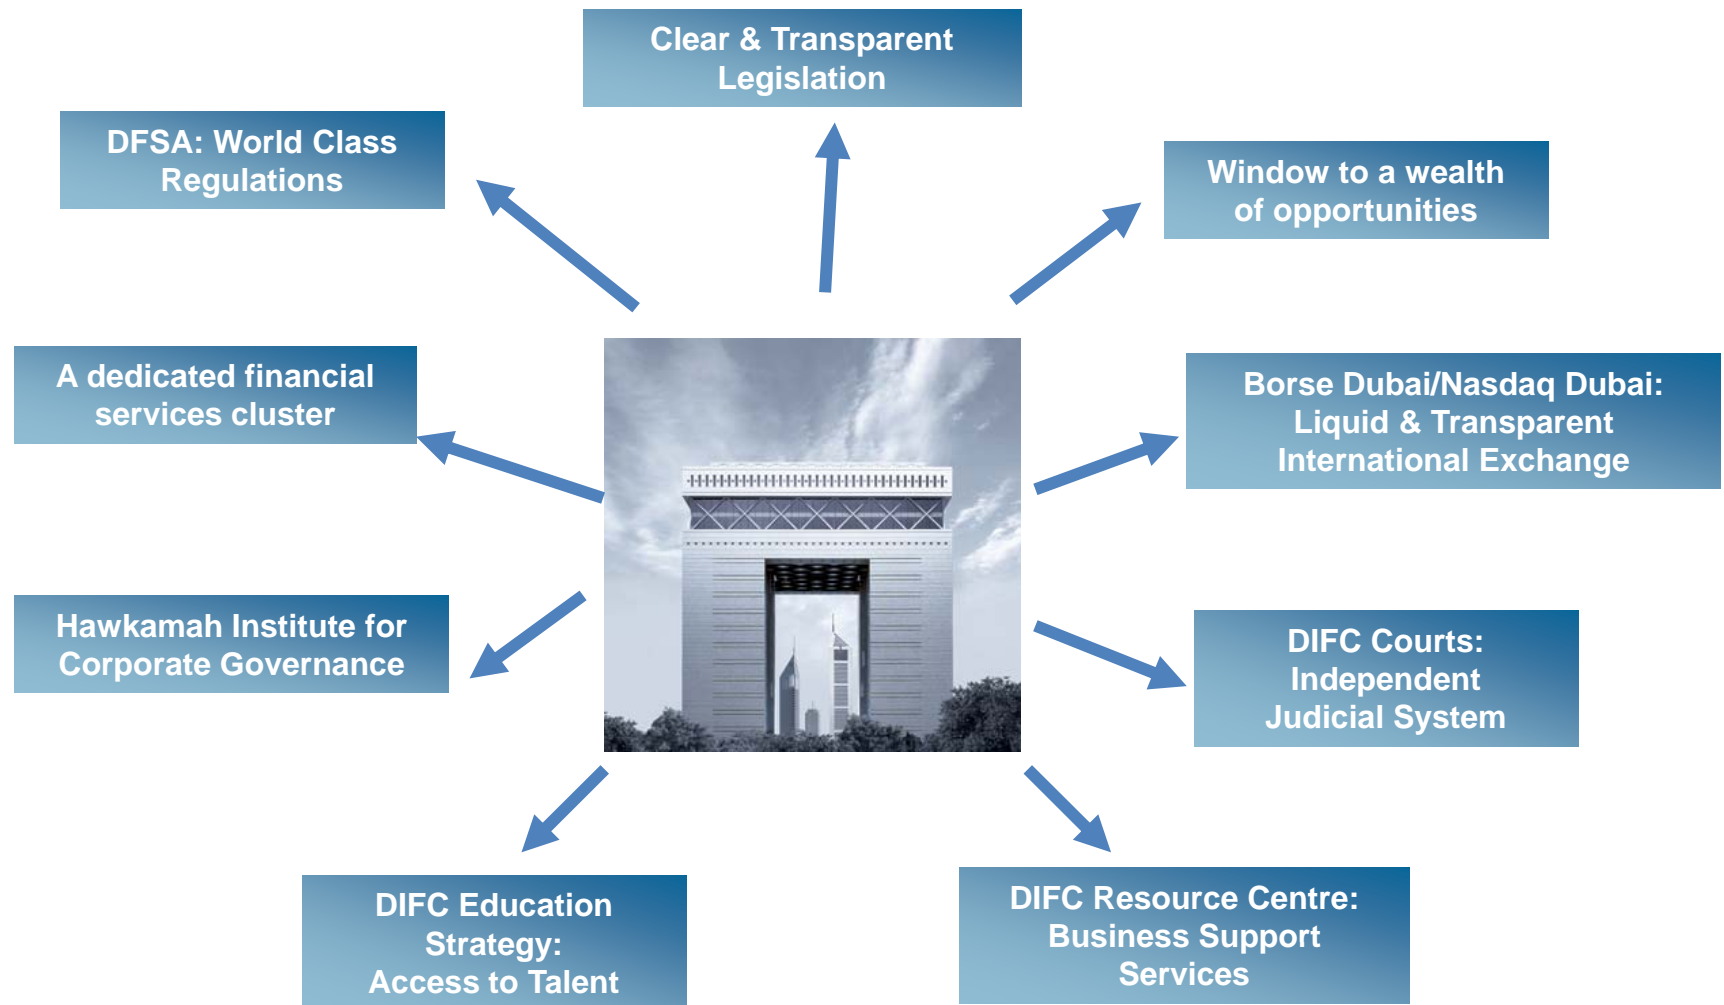 Clear & Transparent
Legislation
DFSA: World Class
Regulations
Window to a wealth
of opportunities
A dedicated financial
services cluster
Borse Dubai/Nasdaq Dubai:
Liquid & Transparent
International Exchange
Hawkamah Institute for
Corporate Governance
DIFC Courts:
Independent
Judicial System
DIFC Education
Strategy:
Access to Talent
DIFC Resource Centre:
Business Support
Services